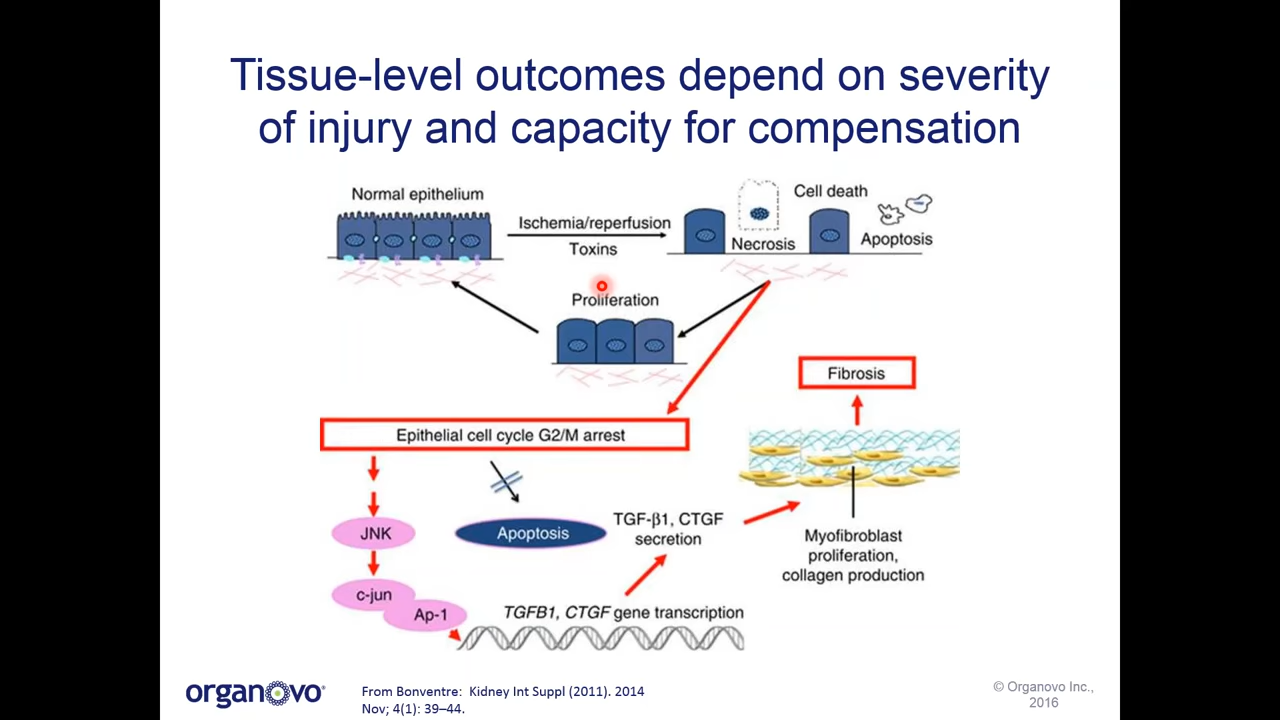 Tissue-level outcomes depend on severity
of injury and capacity for compensation
Normal epithelium
Ischemia/reperfusion
Toxins
Cell death
Necrosis
Apoptosis
Proliferation
Fibrosis
Epithelial cell cycle G2/M arrest
JNK
Apoptosis
TGF-β1, CTGF
secretion
Myofibroblast
proliferation,
collagen production
c-jun
Ap-1
TGFB1, CTGF gene transcription
organovo®
From Bonventre: Kidney Int Suppl (2011). 2014
Nov; 4(1): 39–44.
© Organovo Inc.,
2016